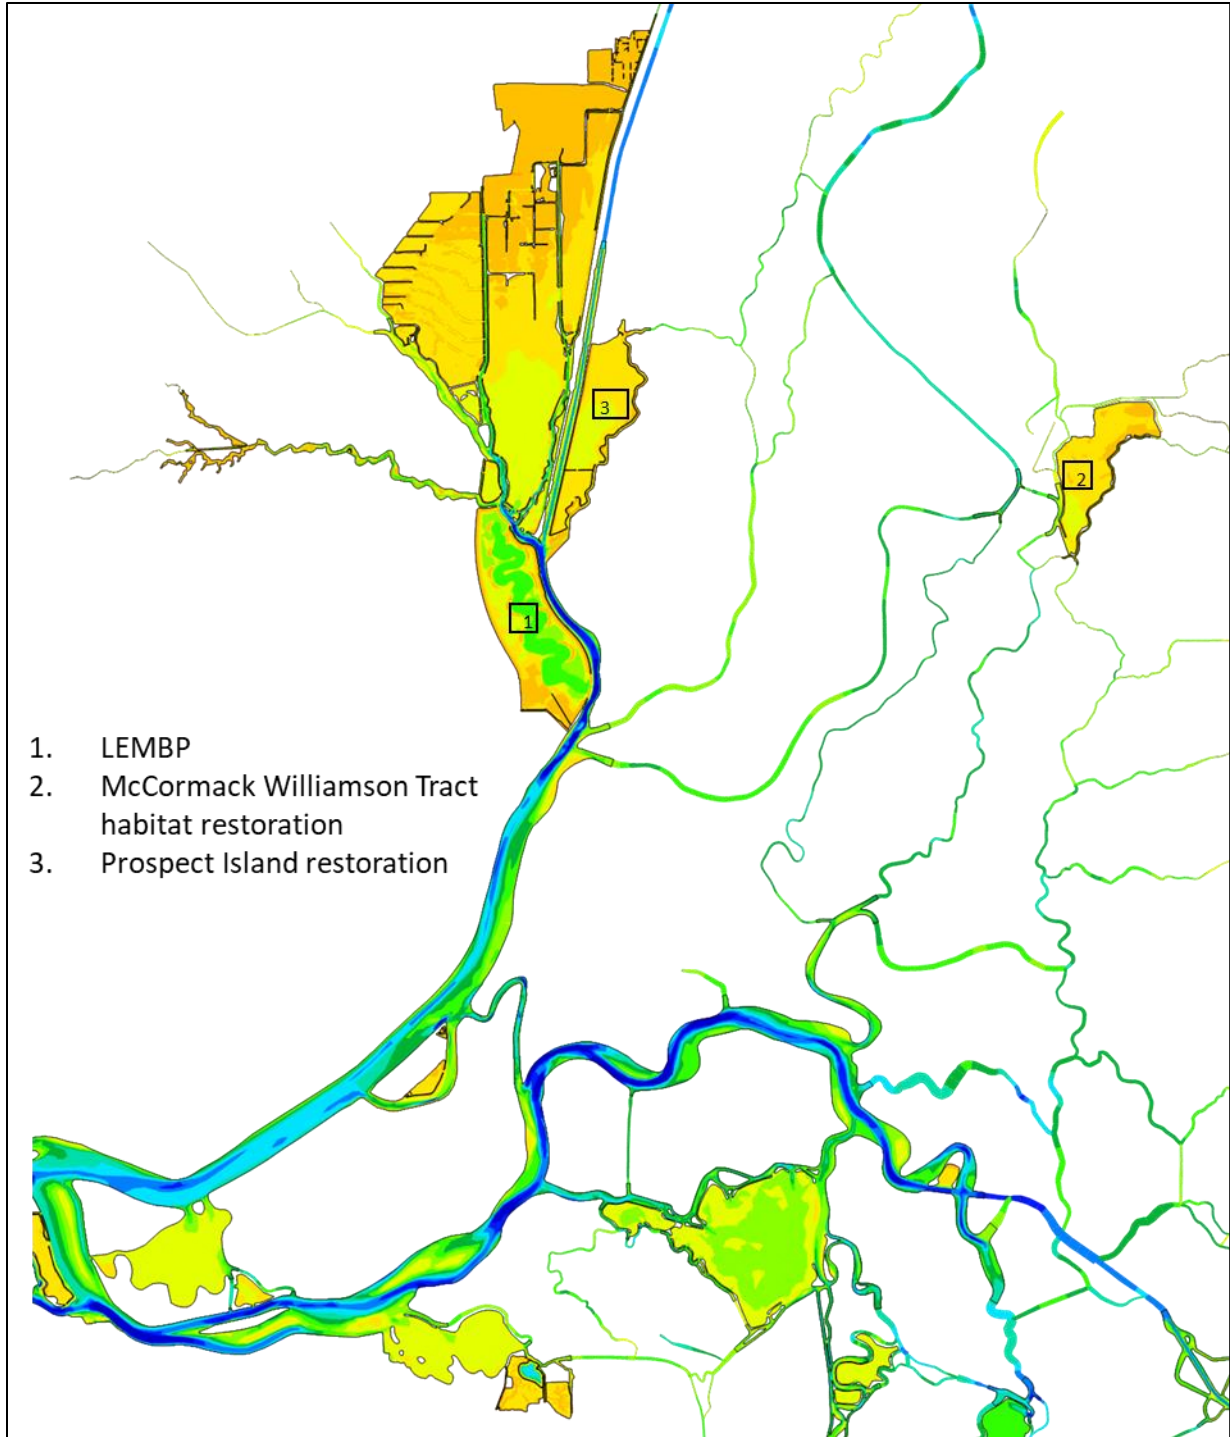 3
2
1
1. LEMBP
2. McCormack Williamson Tract
habitat restoration
3. Prospect Island restoration